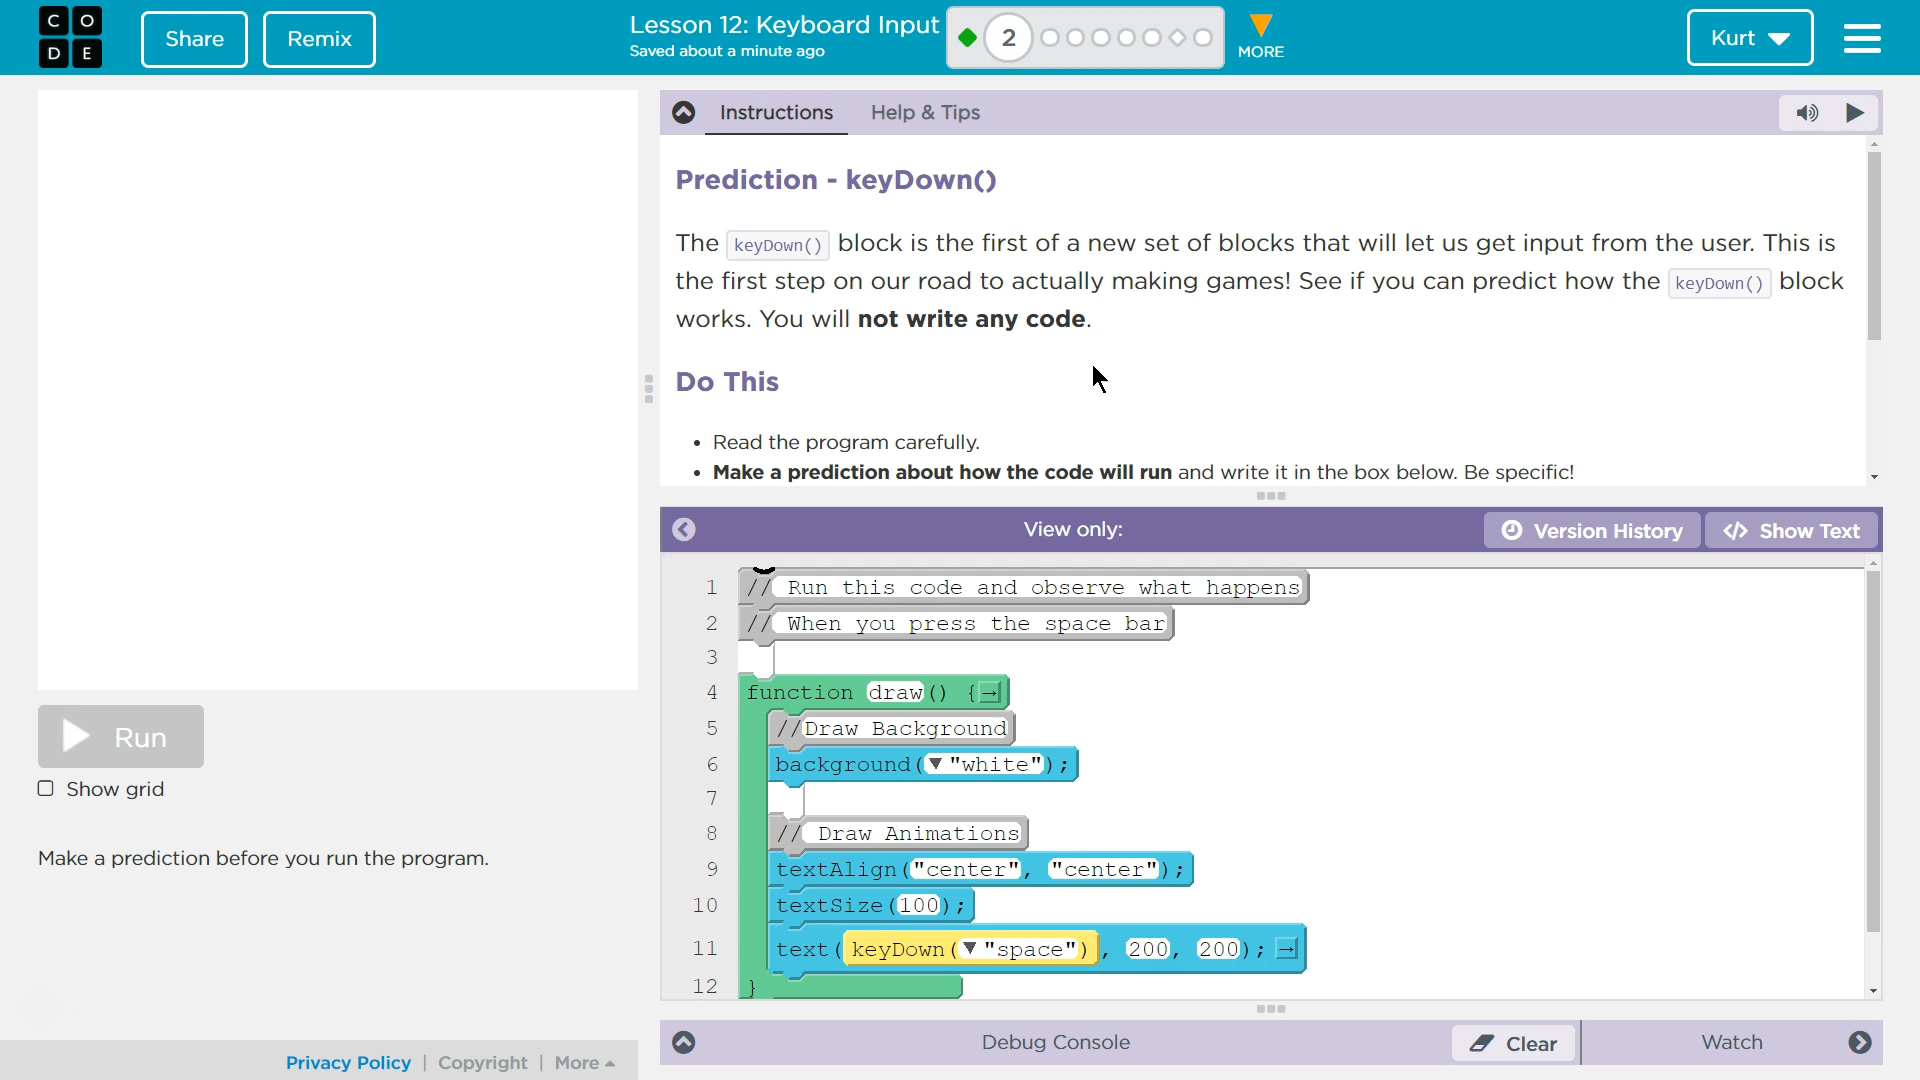 C O
D E
Share
Remix
Lesson 12: Keyboard Input
Saved about a minute ago
2
MORE
Kurt
Instructions
Help & Tips
Prediction - keyDown()
The keyDown() block is the first of a new set of blocks that will let us get input from the user. This is
the first step on our road to actually making games! See if you can predict how the keyDown() block
works. You will not write any code.
Do This
• Read the program carefully.
• Make a prediction about how the code will run and write it in the box below. Be specific!
View only:
Version History
</> Show Text
1 // Run this code and observe what happens
2 // When you press the space bar
3
4 function draw() {→
5 //Draw Background
6 background(▼ "white");
7
8 // Draw Animations
9 textAlign("center", "center");
10 textSize(100);
11 text(keyDown(▼ "space"), 200, 200); →
12 }
Run
Show grid
Make a prediction before you run the program.
Debug Console
Clear
Watch
Privacy Policy | Copyright | More